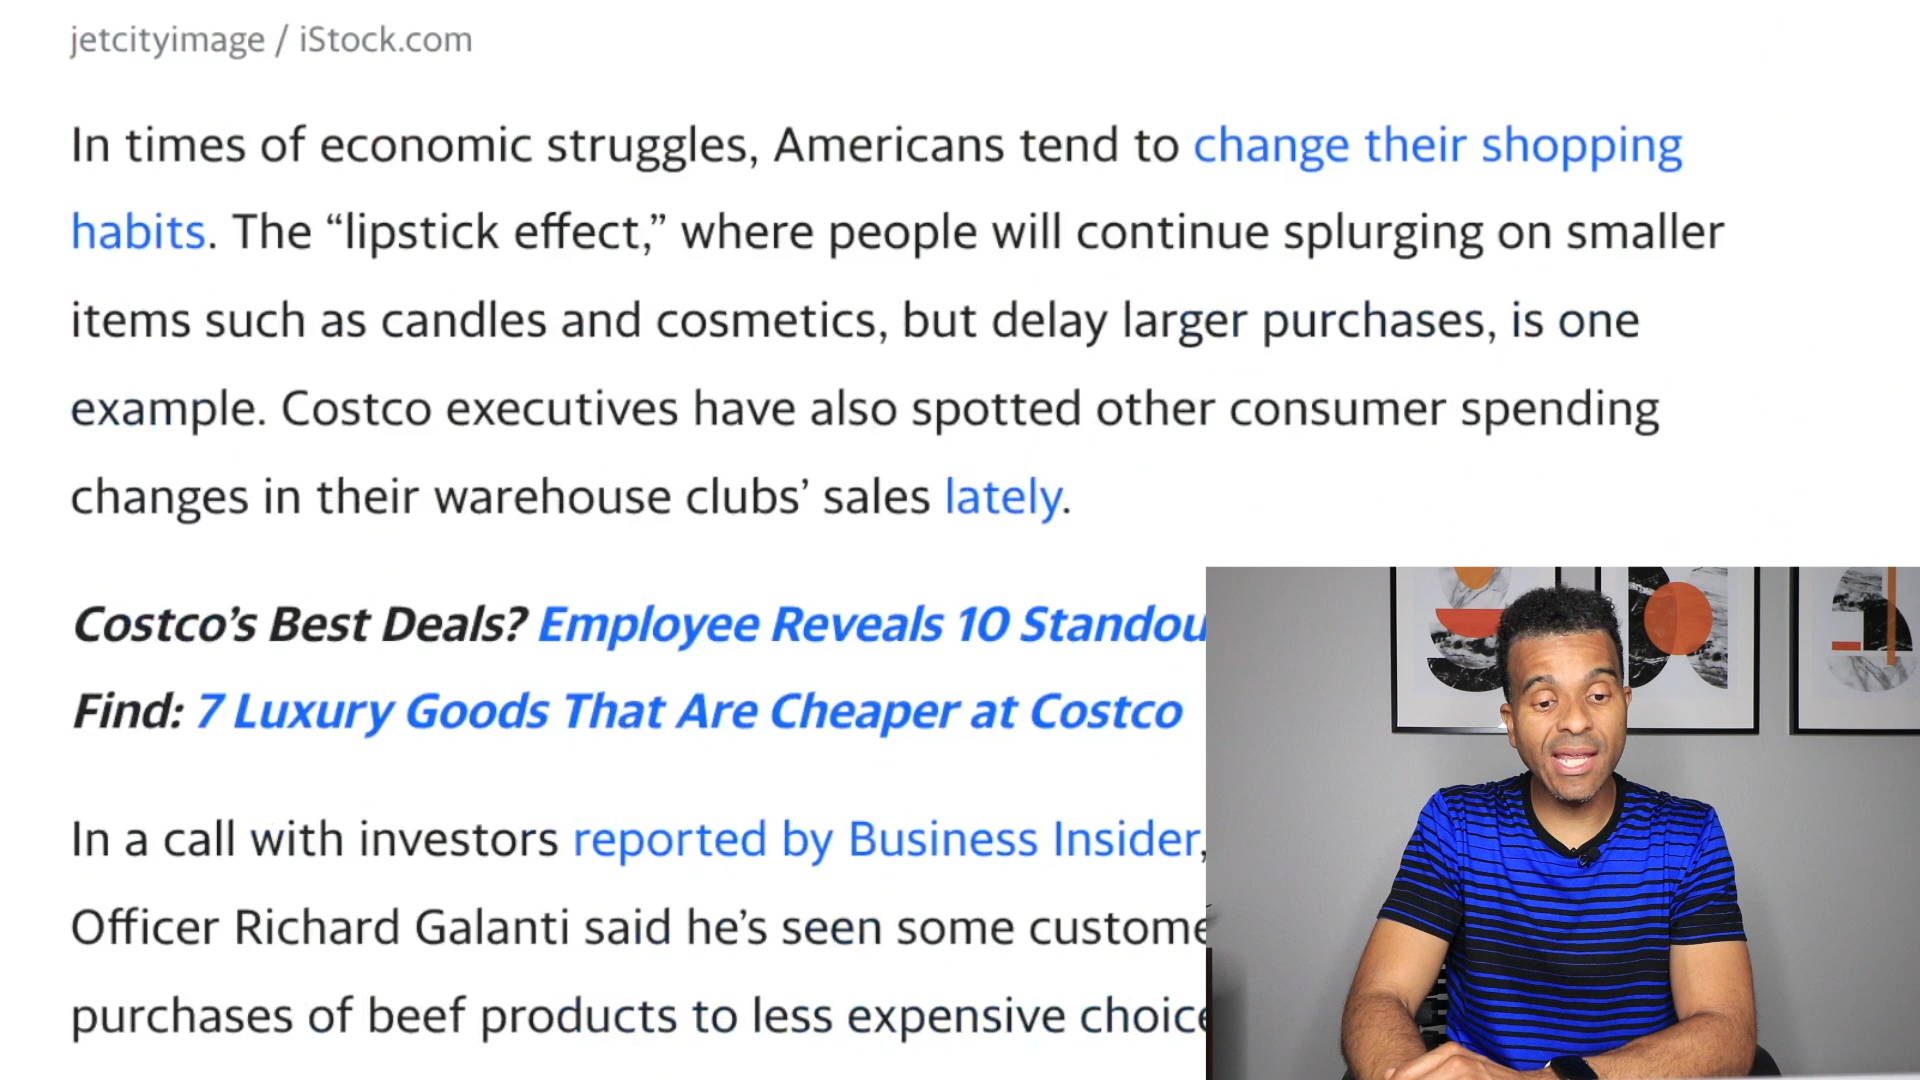 jetcityimage / iStock.com
In times of economic struggles, Americans tend to change their shopping
habits. The “lipstick effect,” where people will continue splurging on smaller
items such as candles and cosmetics, but delay larger purchases, is one
example. Costco executives have also spotted other consumer spending
changes in their warehouse clubs’ sales lately.
Costco’s Best Deals? Employee Reveals 10 Standou
Find: 7 Luxury Goods That Are Cheaper at Costco
In a call with investors reported by Business Insider,
Officer Richard Galanti said he’s seen some custome
purchases of beef products to less expensive choice